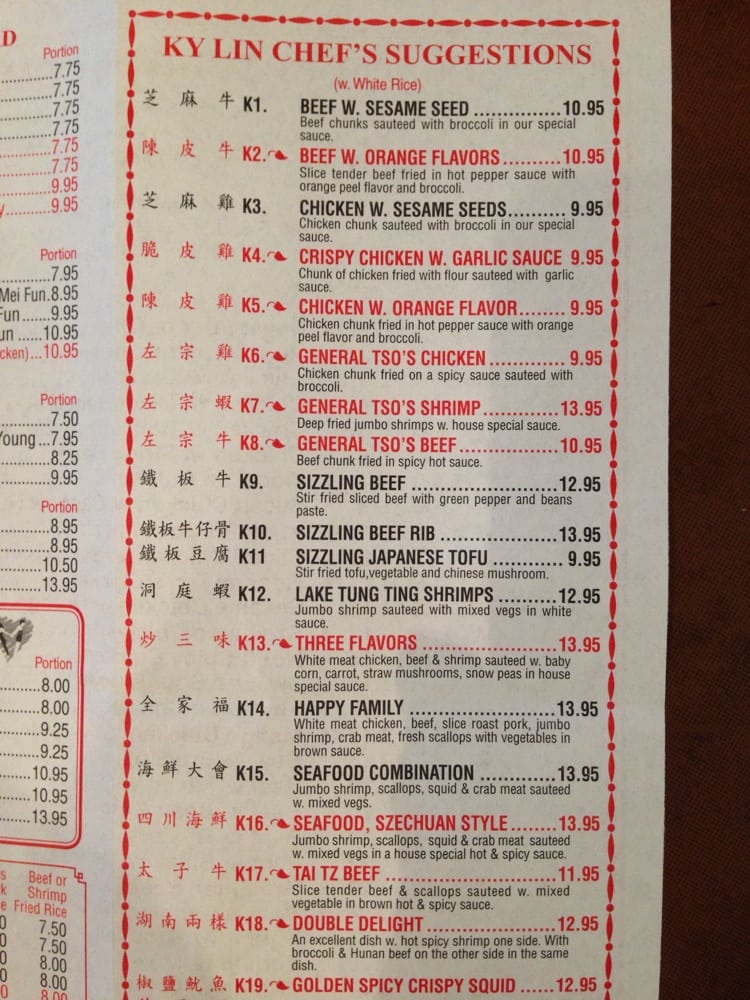 D
Portion
....7.75
....7.75
....7.75
....7.75
....7.75
....7.75
....9.95
y.......9.95
Portion
....7.95
Mei Fun.8.95
Fun.......9.95
un ......10.95
cken)...10.95
Portion
....7.50
Young ...7.95
....8.25
....9.95
Portion
....8.95
....8.95
....10.50
....13.95
Portion
....8.00
....8.00
....9.25
....9.25
....10.95
....10.95
....13.95
s Beef or
k Shrimp
e Fried Rice
0 7.50
0 7.50
0 8.00
0 8.00
0 8.00
KY LIN CHEF'S SUGGESTIONS
(w. White Rice)
芝麻牛 K1. BEEF W. SESAME SEED ................ 10.95
Beef chunks sauteed with broccoli in our special
sauce.
陳皮牛 K2. BEEF W. ORANGE FLAVORS.......... 10.95
Slice tender beef fried in hot pepper sauce with
orange peel flavor and broccoli.
芝麻雞 K3. CHICKEN W. SESAME SEEDS.......... 9.95
Chicken chunk sauteed with broccoli in our special
sauce.
脆皮雞 K4. CRISPY CHICKEN W. GARLIC SAUCE 9.95
Chunk of chicken fried with flour sauteed with garlic
sauce.
陳皮雞 K5. CHICKEN W. ORANGE FLAVOR......... 9.95
Chicken chunk fried in hot pepper sauce with orange
peel flavor and broccoli.
左宗雞 K6. GENERAL TSO'S CHICKEN ............. 9.95
Chicken chunk fried on a spicy sauce sauteed with
broccoli.
左宗蝦 K7. GENERAL TSO'S SHRIMP.............. 13.95
Deep fried jumbo shrimps w. house special sauce.
左宗牛 K8. GENERAL TSO'S BEEF.................. 10.95
Beef chunk fried in spicy hot sauce.
鐵板牛 K9. SIZZLING BEEF .......................... 12.95
Stir fried sliced beef with green pepper and beans
paste.
鐵板牛仔骨 K10. SIZZLING BEEF RIB .................... 13.95
鐵板豆腐 K11 SIZZLING JAPANESE TOFU ........... 9.95
Stir fried tofu,vegetable and chinese mushroom.
洞庭蝦 K12. LAKE TUNG TING SHRIMPS .......... 12.95
Jumbo shrimp sauteed with mixed vegs in white
sauce.
炒三味 K13. THREE FLAVORS ........................ 13.95
White meat chicken, beef & shrimp sauteed w. baby
corn, carrot, straw mushrooms, snow peas in house
special sauce.
全家福 K14. HAPPY FAMILY .......................... 13.95
White meat chicken, beef, slice roast pork, jumbo
shrimp, crab meat, fresh scallops with vegetables in
brown sauce.
海鮮大會 K15. SEAFOOD COMBINATION ............. 13.95
Jumbo shrimp, scallops, squid & crab meat sauteed
w. mixed vegs.
四川海鮮 K16. SEAFOOD, SZECHUAN STYLE........ 13.95
Jumbo shrimp, scallops, squid & crab meat sauteed
w. mixed vegs in a house special hot & spicy sauce.
太子牛 K17. TAI TZ BEEF .............................. 11.95
Slice tender beef & scallops sauteed w. mixed
vegetable in brown hot & spicy sauce.
湖南兩樣 K18. DOUBLE DELIGHT....................... 12.95
An excellent dish w. hot spicy shrimp one side. With
broccoli & Hunan beef on the other side in the same
dish.
椒鹽魷魚 K19. GOLDEN SPICY CRISPY SQUID ...... 12.95